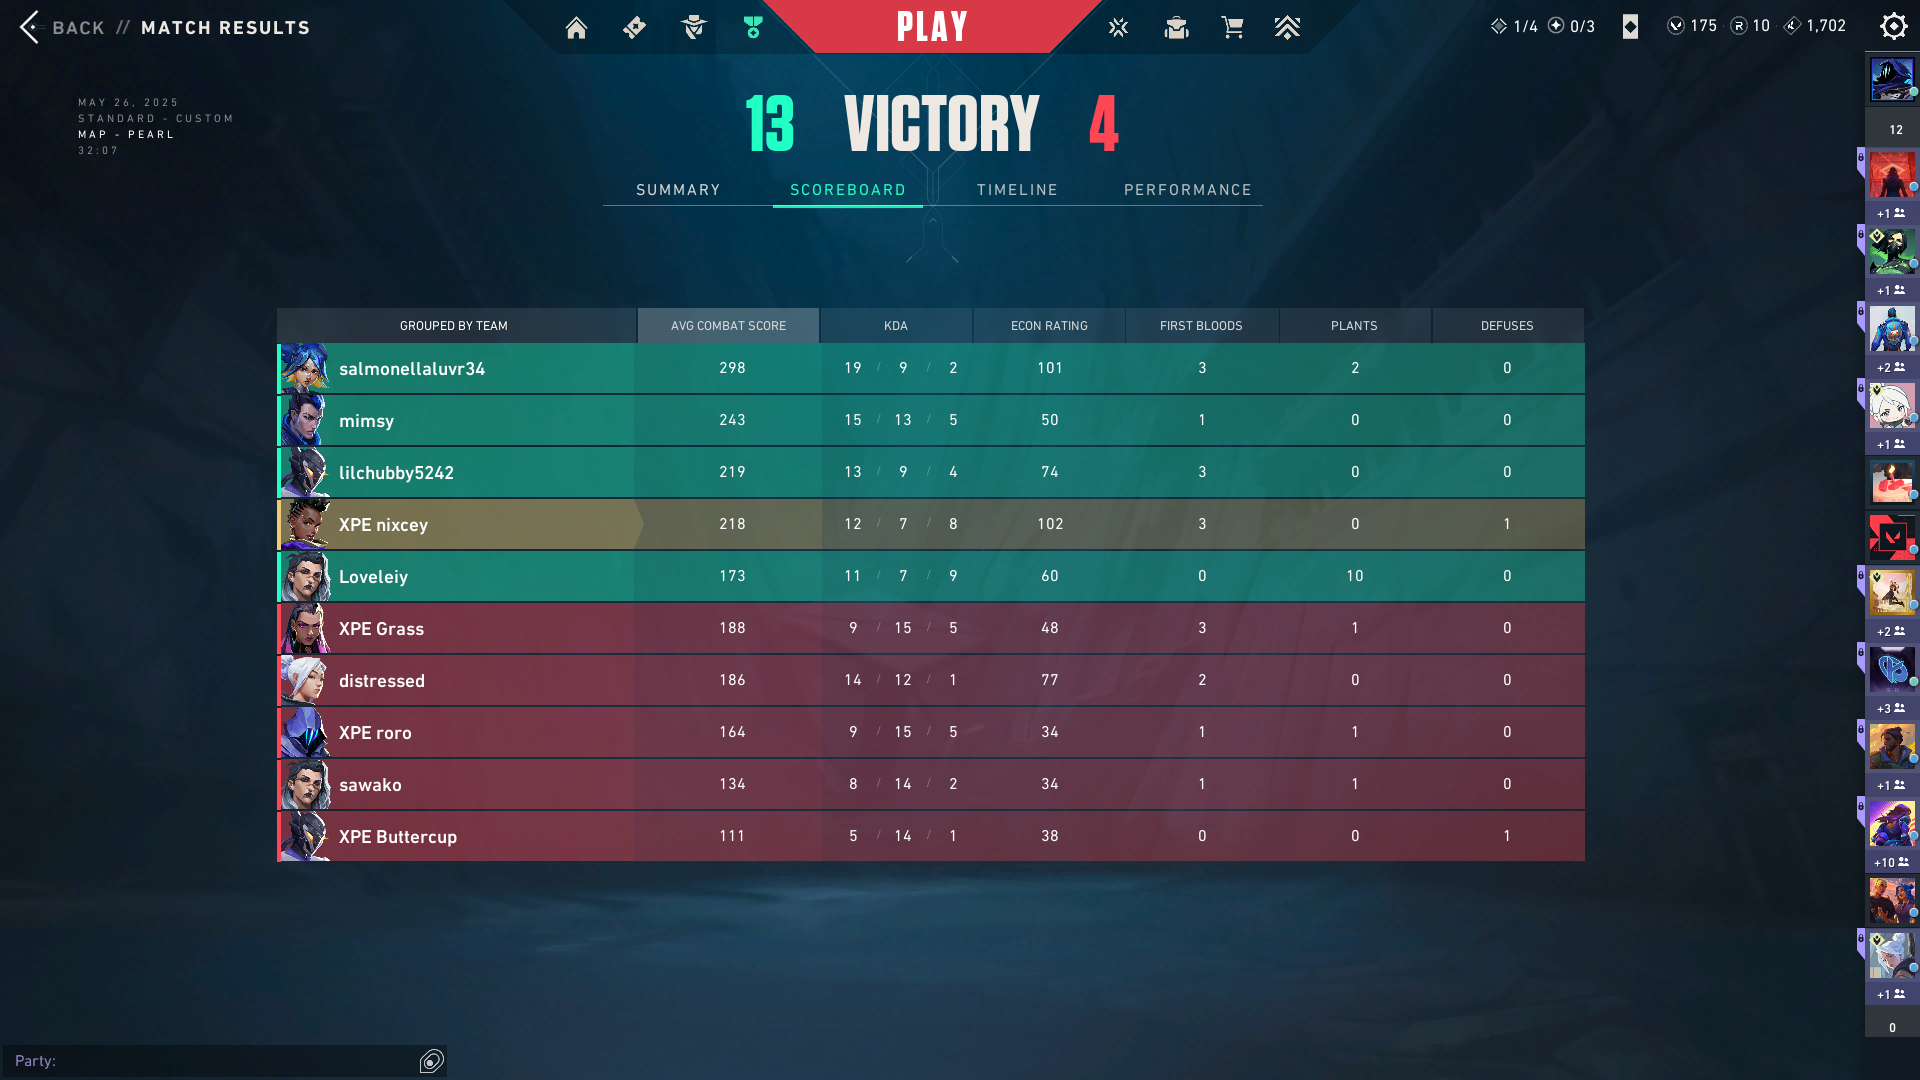 BACK // MATCH RESULTS
PLAY
1/4 0/3 175 10 1,702
MAY 26, 2025
STANDARD - CUSTOM
MAP - PEARL
32:07
13 VICTORY 4
SUMMARY SCOREBOARD TIMELINE PERFORMANCE
GROUPED BY TEAM AVG COMBAT SCORE KDA ECON RATING FIRST BLOODS PLANTS DEFUSES
salmonellaluvr34 298 19 / 9 / 2 101 3 2 0
mimsy 243 15 / 13 / 5 50 1 0 0
lilchubby5242 219 13 / 9 / 4 74 3 0 0
XPE nixcey 218 12 / 7 / 8 102 3 0 1
Loveleiy 173 11 / 7 / 9 60 0 10 0
XPE Grass 188 9 / 15 / 5 48 3 1 0
distressed 186 14 / 12 / 1 77 2 0 0
XPE roro 164 9 / 15 / 5 34 1 1 0
sawako 134 8 / 14 / 2 34 1 1 0
XPE Buttercup 111 5 / 14 / 1 38 0 0 1
12
+1
+1
+2
+1
+2
+3
+1
+10
+1
0
Party: